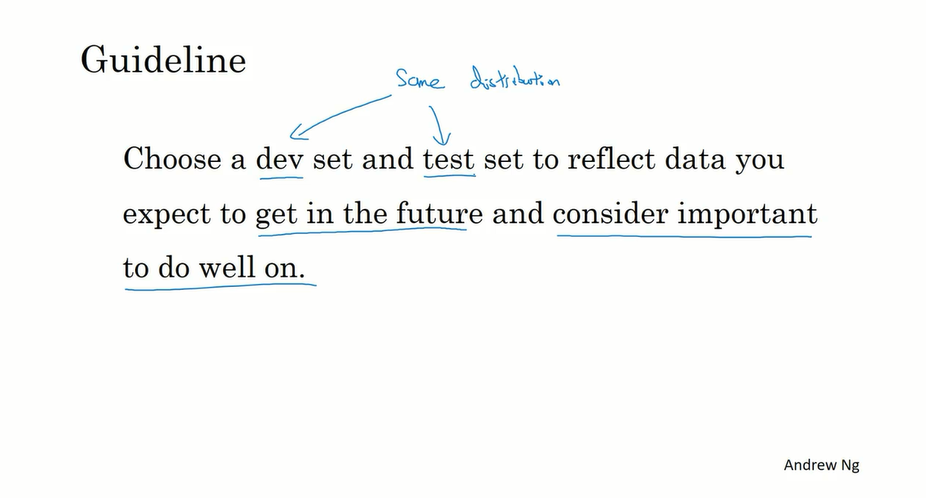 Guideline
Same distribution
Choose a dev set and test set to reflect data you
expect to get in the future and consider important
to do well on.
Andrew Ng